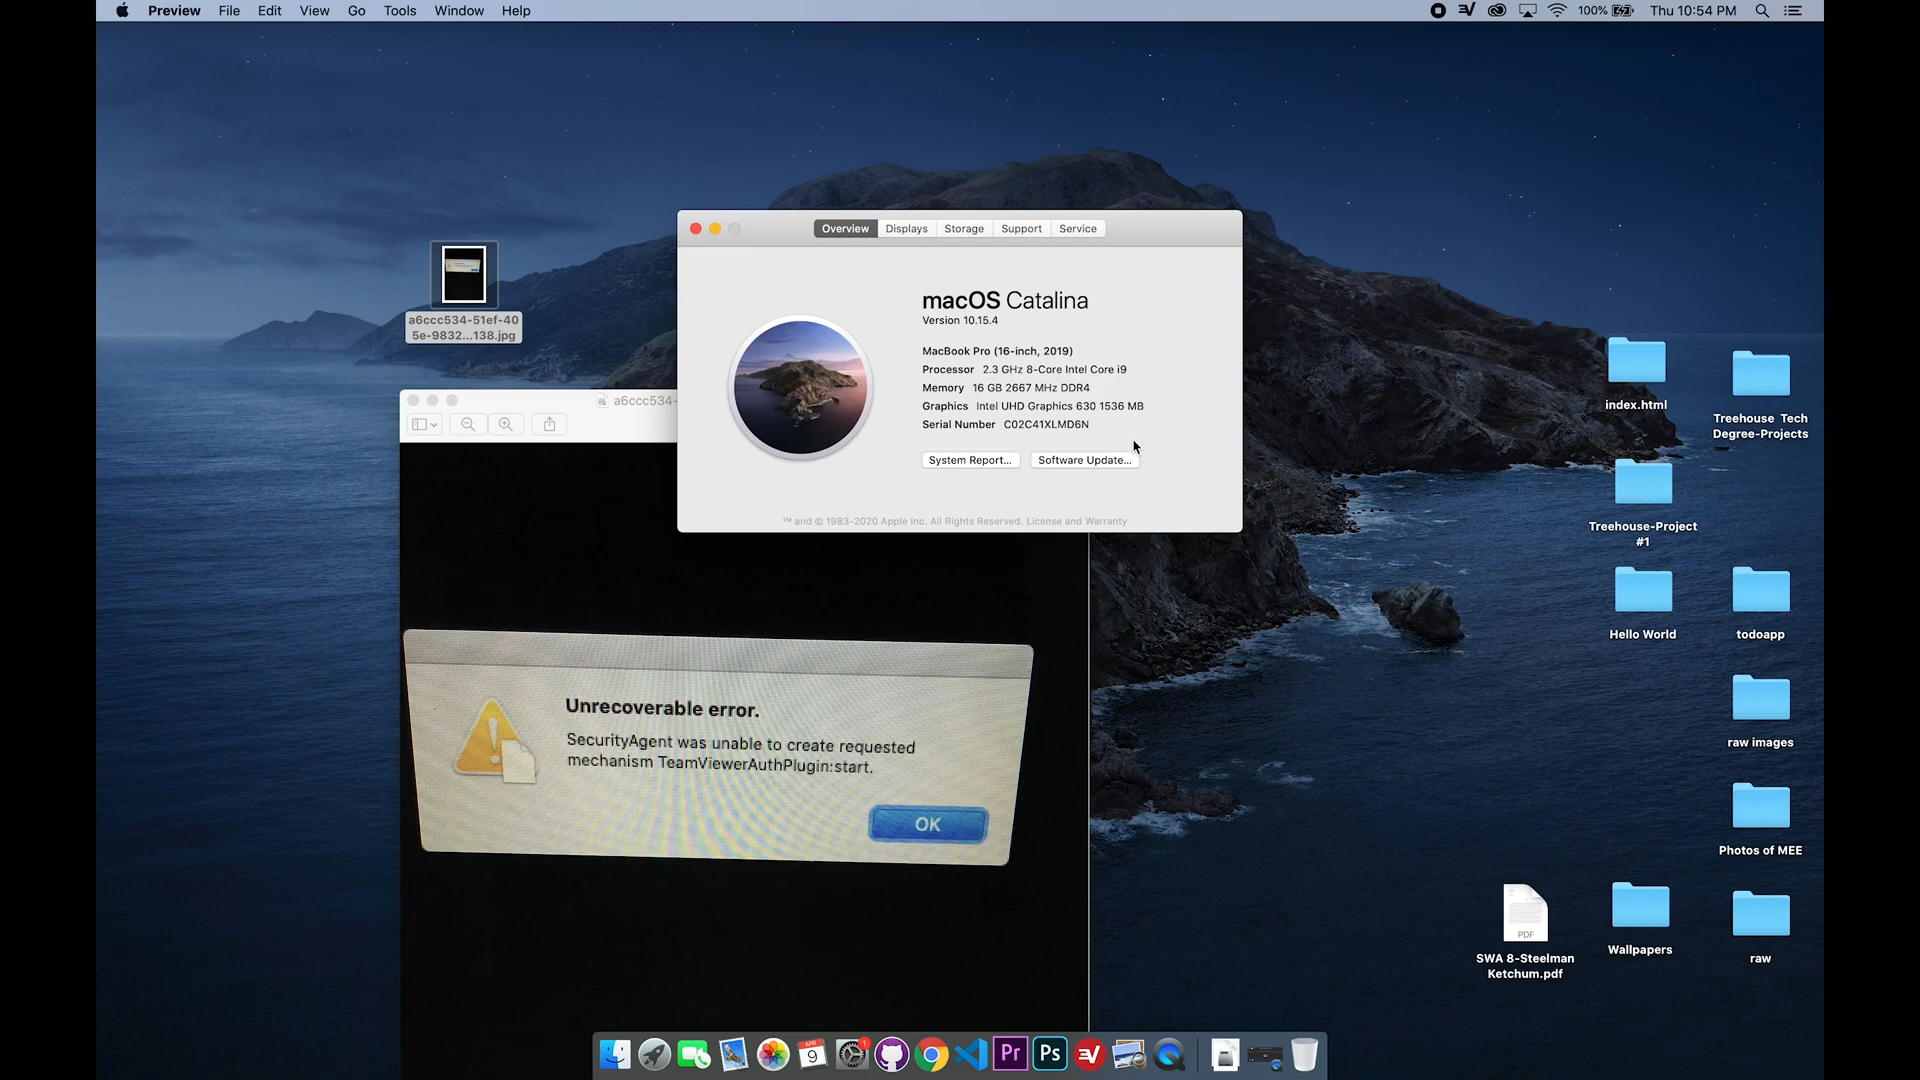 Preview File Edit View Go Tools Window Help
100% Thu 10:54 PM
a6ccc534-51ef-40
5e-9832...138.jpg
Overview Displays Storage Support Service
macOS Catalina
Version 10.15.4
MacBook Pro (16-inch, 2019)
Processor 2.3 GHz 8-Core Intel Core i9
Memory 16 GB 2667 MHz DDR4
Graphics Intel UHD Graphics 630 1536 MB
Serial Number C02C41XLMD6N
System Report... Software Update...
™ and © 1983-2020 Apple Inc. All Rights Reserved. License and Warranty
a6ccc534-
Unrecoverable error.
SecurityAgent was unable to create requested
mechanism TeamViewerAuthPlugin:start.
OK
index.html
Treehouse Tech
Degree-Projects
Treehouse-Project
#1
Hello World
todoapp
raw images
Photos of MEE
PDF
SWA 8-Steelman
Ketchum.pdf
Wallpapers
raw
APR
9
1
Pr
Ps